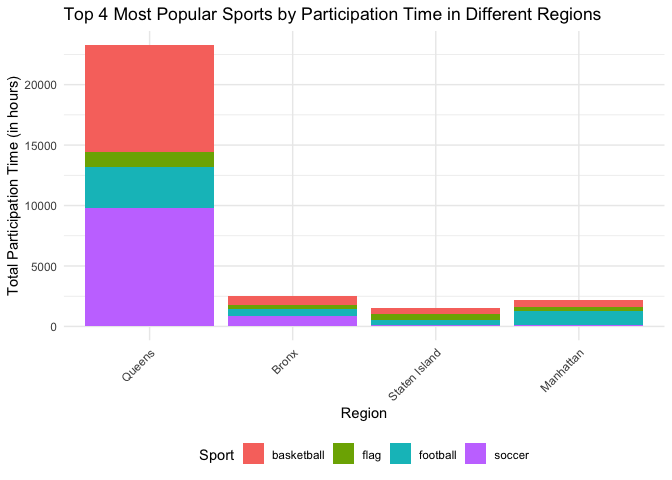 Top 4 Most Popular Sports by Participation Time in Different Regions
Total Participation Time (in hours)
20000
15000
10000
5000
0
Queens
Bronx
Staten Island
Manhattan
Region
Sport
basketball
flag
football
soccer